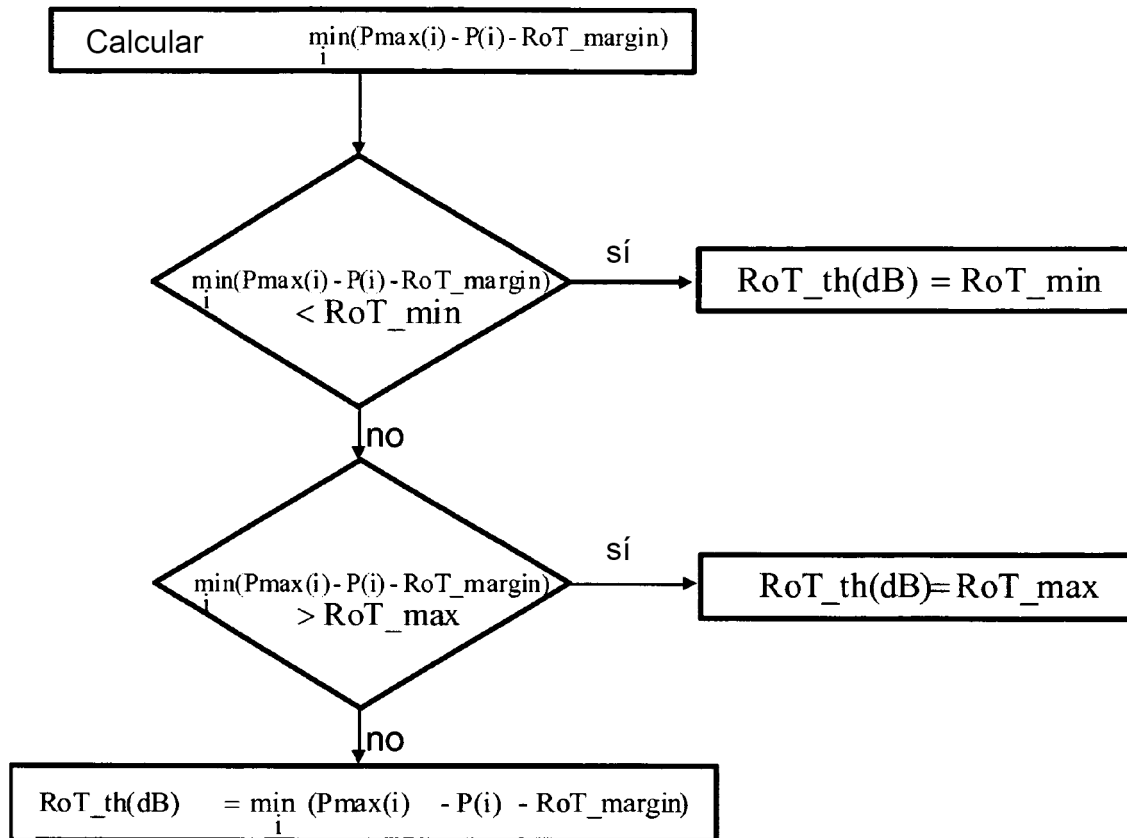 Calcular min(Pmax(i) - P(i) - RoT_margin)
i
min(Pmax(i) - P(i) - RoT_margin)
i
< RoT_min
sí
RoT_th(dB) = RoT_min
no
min(Pmax(i) - P(i) - RoT_margin)
i
> RoT_max
sí
RoT_th(dB)=RoT_max
no
RoT_th(dB) = min (Pmax(i) - P(i) - RoT_margin)
i